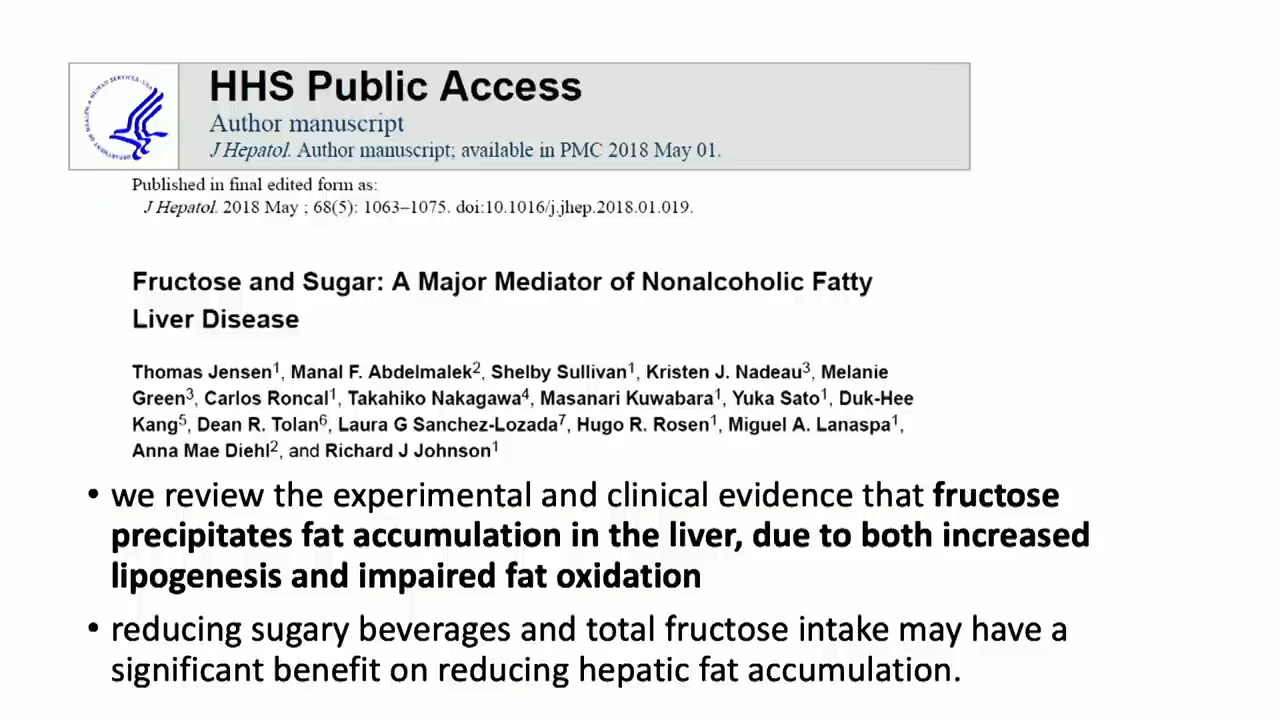 HHS Public Access
Author manuscript
J Hepatol. Author manuscript; available in PMC 2018 May 01.
Published in final edited form as:
J Hepatol. 2018 May ; 68(5): 1063–1075. doi:10.1016/j.jhep.2018.01.019.
Fructose and Sugar: A Major Mediator of Nonalcoholic Fatty
Liver Disease
Thomas Jensen1, Manal F. Abdelmalek2, Shelby Sullivan1, Kristen J. Nadeau3, Melanie
Green3, Carlos Roncal1, Takahiko Nakagawa4, Masanari Kuwabara1, Yuka Sato1, Duk-Hee
Kang5, Dean R. Tolan6, Laura G Sanchez-Lozada7, Hugo R. Rosen1, Miguel A. Lanaspa1,
Anna Mae Diehl2, and Richard J Johnson1
• we review the experimental and clinical evidence that fructose
precipitates fat accumulation in the liver, due to both increased
lipogenesis and impaired fat oxidation
• reducing sugary beverages and total fructose intake may have a
significant benefit on reducing hepatic fat accumulation.